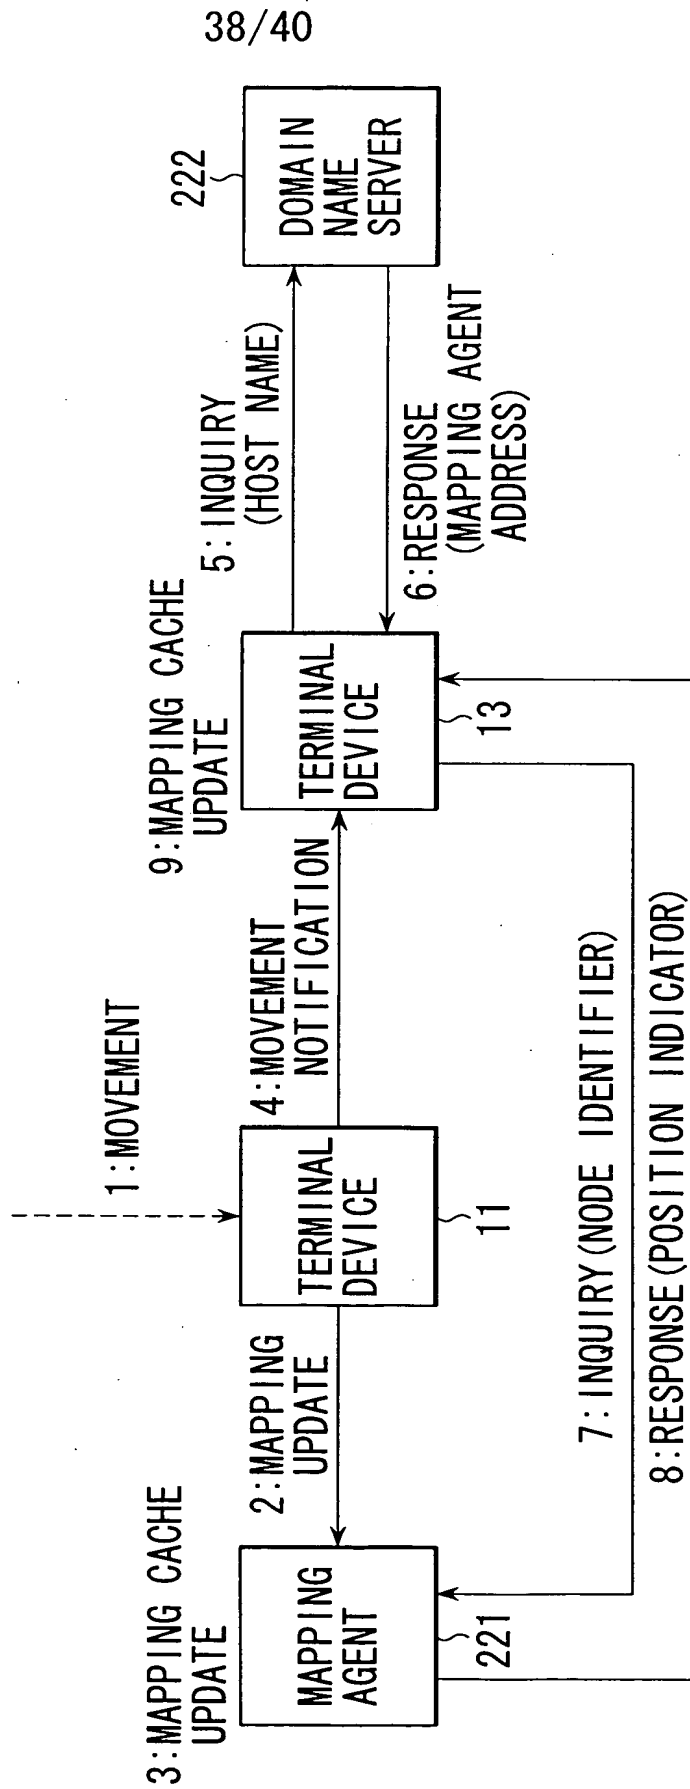 38/40
3:MAPPING CACHE
UPDATE
MAPPING
AGENT
221
2:MAPPING
UPDATE
1:MOVEMENT
TERMINAL
DEVICE
11
4:MOVEMENT
NOTIFICATION
9:MAPPING CACHE
UPDATE
TERMINAL
DEVICE
13
5:INQUIRY
(HOST NAME)
6:RESPONSE
(MAPPING AGENT
ADDRESS)
222
DOMAIN
NAME
SERVER
7:INQUIRY(NODE IDENTIFIER)
8:RESPONSE(POSITION INDICATOR)